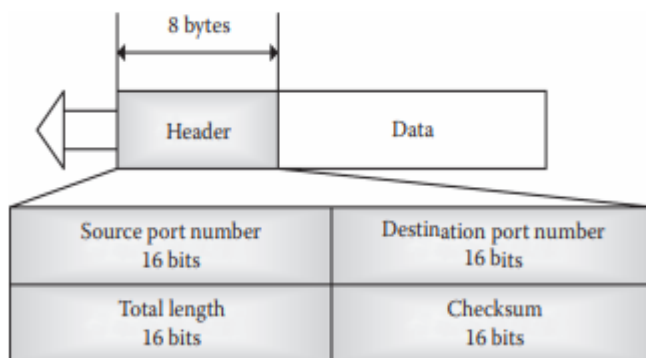 8 bytes
Header
Data
Source port number
16 bits
Destination port number
16 bits
Total length
16 bits
Checksum
16 bits